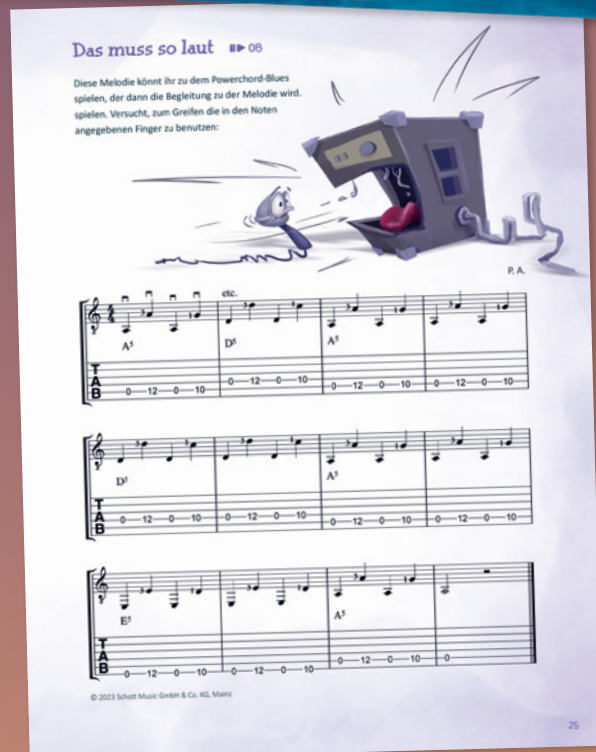 Das muss so laut 08
Diese Melodie könnt ihr zu dem Powerchord-Blues
spielen, der dann die Begleitung zu der Melodie wird.
spielen. Versucht, zum Greifen die in den Noten
angegebenen Finger zu benutzen:
P. A.
etc.
A5 D5 A5
T
A
B
0 12 0 10 0 12 0 10 0 12 0 10 0 12 0 10
D5 A5
T
A
B
0 12 0 10 0 12 0 10 0 12 0 10 0 12 0 10
E5 A5
T
A
B
0 12 0 10 0 12 0 10 0 12 0 10 0
© 2023 Schott Music GmbH & Co. KG, Mainz
25